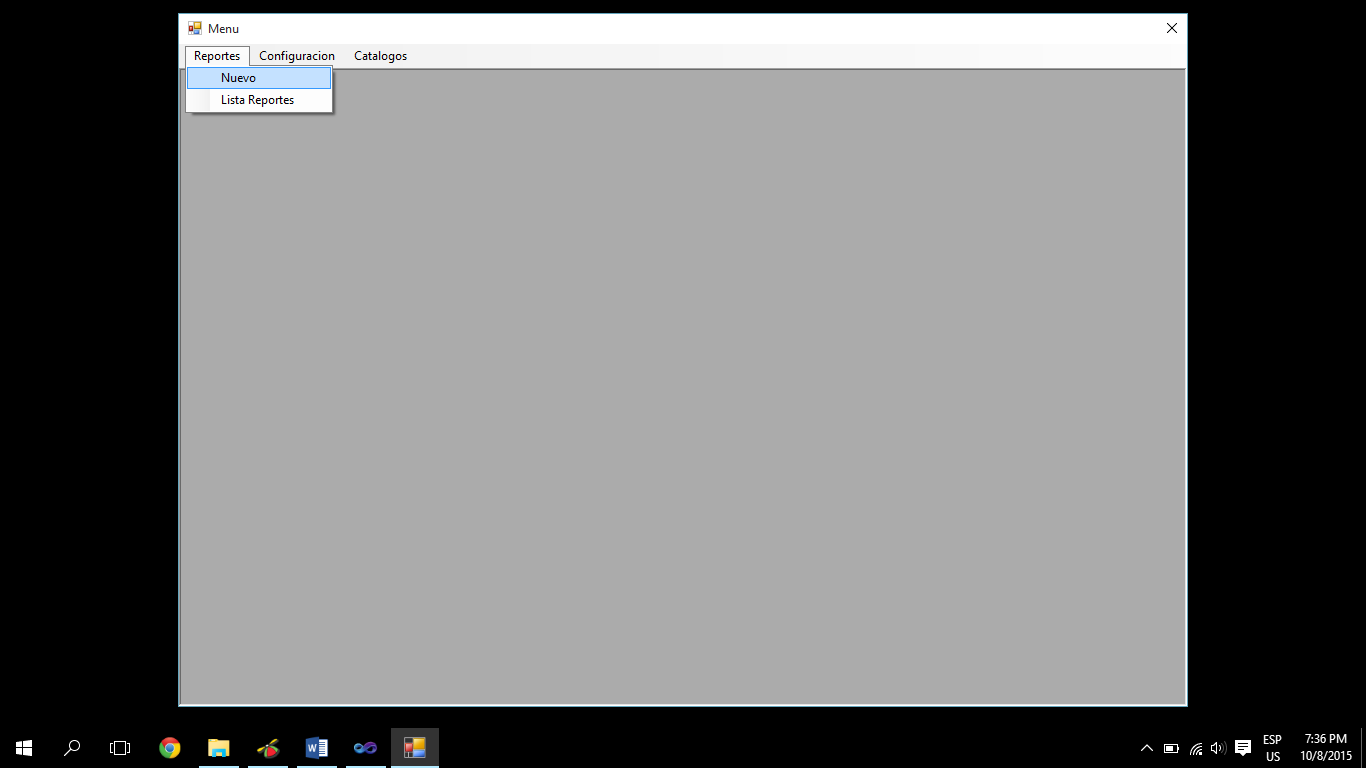 Menu
Reportes Configuracion Catalogos
Nuevo
Lista Reportes
ESP
US
7:36 PM
10/8/2015